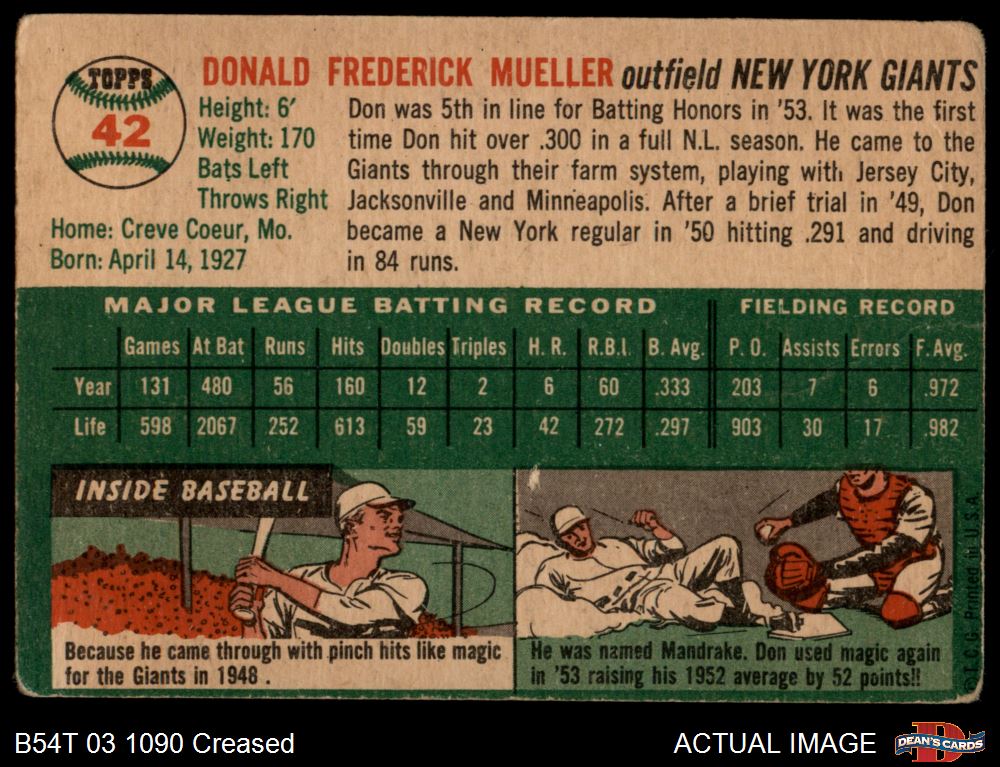 TOPPS
42
DONALD FREDERICK MUELLER outfield NEW YORK GIANTS
Height: 6'
Weight: 170
Bats Left
Throws Right
Home: Creve Coeur, Mo.
Born: April 14, 1927
Don was 5th in line for Batting Honors in '53. It was the first
time Don hit over .300 in a full N.L. season. He came to the
Giants through their farm system, playing with Jersey City,
Jacksonville and Minneapolis. After a brief trial in '49, Don
became a New York regular in '50 hitting .291 and driving
in 84 runs.
MAJOR LEAGUE BATTING RECORD FIELDING RECORD
Games At Bat Runs Hits Doubles Triples H. R. R.B.I. B. Avg. P. O. Assists Errors F. Avg.
Year 131 480 56 160 12 2 6 60 .333 203 7 6 .972
Life 598 2067 252 613 59 23 42 272 .297 903 30 17 .982
INSIDE BASEBALL
Because he came through with pinch hits like magic
for the Giants in 1948 .
He was named Mandrake. Don used magic again
in '53 raising his 1952 average by 52 points!!
© T. C. G. Printed in U.S.A.
B54T 03 1090 Creased
ACTUAL IMAGE
D
DEAN'S CARDS